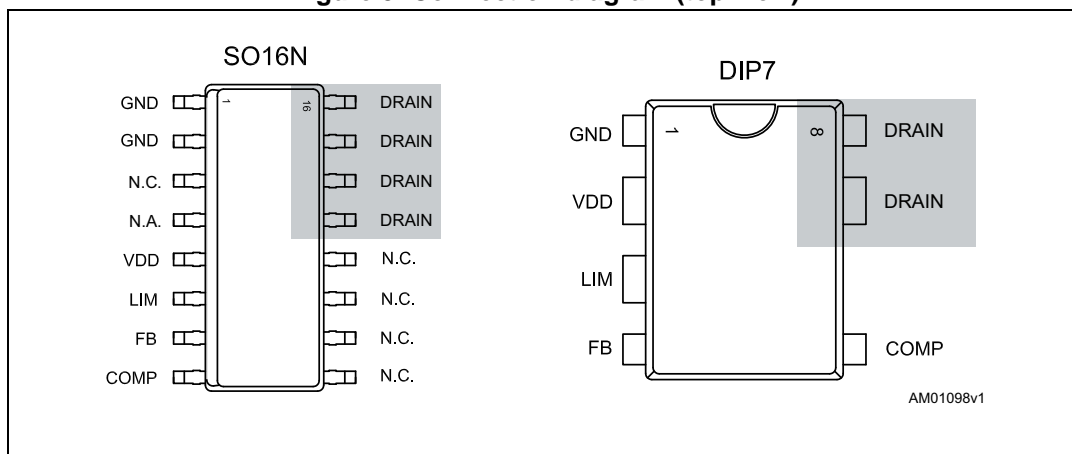 SO16N
GND 1 16 DRAIN
GND DRAIN
N.C. DRAIN
N.A. DRAIN
VDD N.C.
LIM N.C.
FB N.C.
COMP N.C.
DIP7
GND 1 8 DRAIN
VDD DRAIN
LIM
FB COMP
AM01098v1